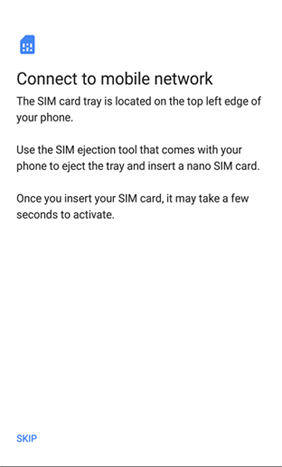 Connect to mobile network
The SIM card tray is located on the top left edge of
your phone.
Use the SIM ejection tool that comes with your
phone to eject the tray and insert a nano SIM card.
Once you insert your SIM card, it may take a few
seconds to activate.
SKIP